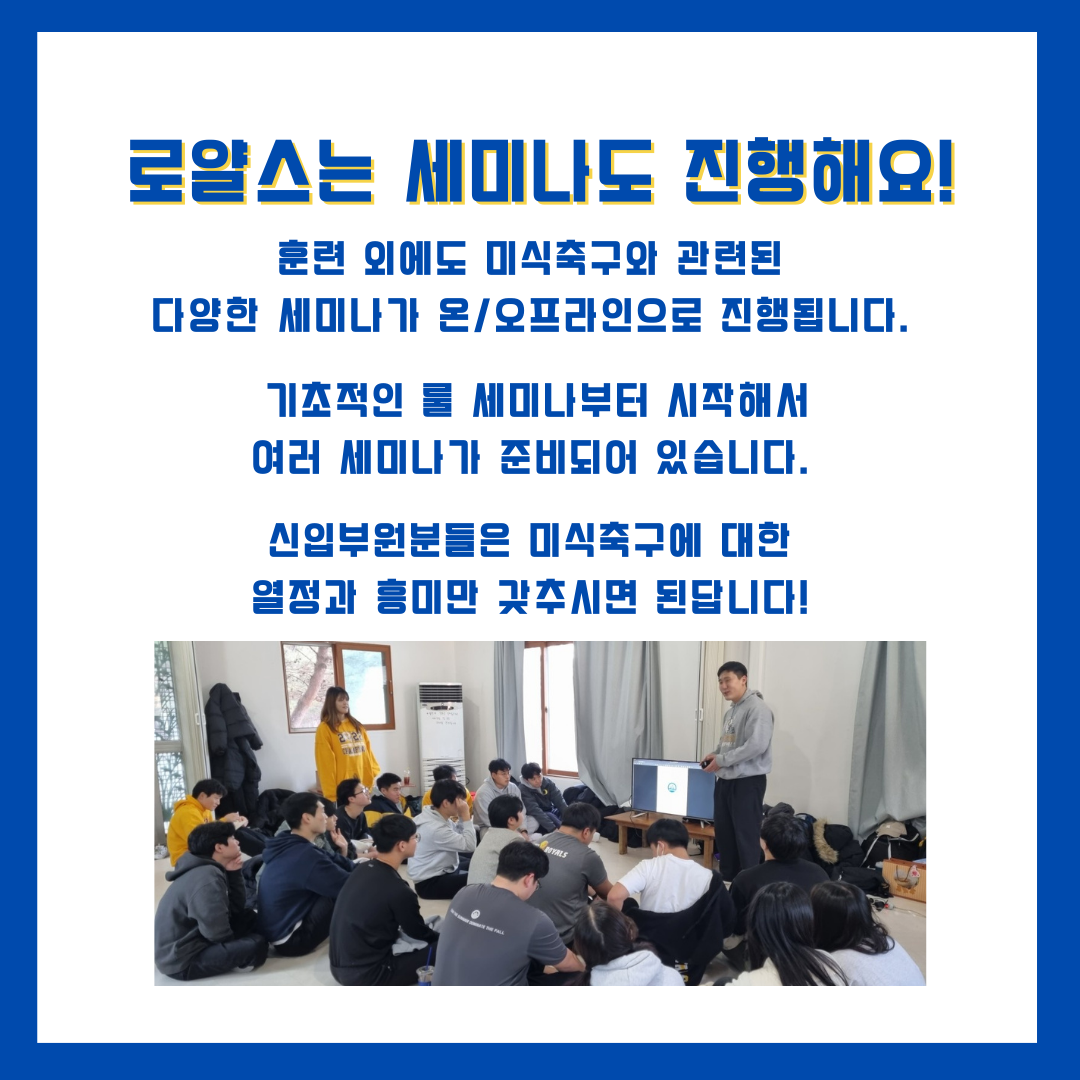 로얄스는 세미나도 진행해요!
훈련 외에도 미식축구와 관련된
다양한 세미나가 온/오프라인으로 진행됩니다.
기초적인 룰 세미나부터 시작해서
여러 세미나가 준비되어 있습니다.
신입부원분들은 미식축구에 대한
열정과 흥미만 갖추시면 된답니다!
ROYALS